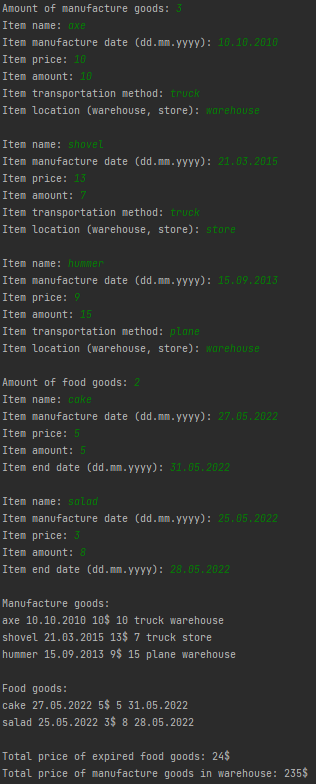 Amount of manufacture goods: 3
Item name: axe
Item manufacture date (dd.mm.yyyy): 10.10.2010
Item price: 10
Item amount: 10
Item transportation method: truck
Item location (warehouse, store): warehouse

Item name: shovel
Item manufacture date (dd.mm.yyyy): 21.03.2015
Item price: 13
Item amount: 7
Item transportation method: truck
Item location (warehouse, store): store

Item name: hummer
Item manufacture date (dd.mm.yyyy): 15.09.2013
Item price: 9
Item amount: 15
Item transportation method: plane
Item location (warehouse, store): warehouse

Amount of food goods: 2
Item name: cake
Item manufacture date (dd.mm.yyyy): 27.05.2022
Item price: 5
Item amount: 5
Item end date (dd.mm.yyyy): 31.05.2022

Item name: salad
Item manufacture date (dd.mm.yyyy): 25.05.2022
Item price: 3
Item amount: 8
Item end date (dd.mm.yyyy): 28.05.2022

Manufacture goods:
axe 10.10.2010 10$ 10 truck warehouse
shovel 21.03.2015 13$ 7 truck store
hummer 15.09.2013 9$ 15 plane warehouse

Food goods:
cake 27.05.2022 5$ 5 31.05.2022
salad 25.05.2022 3$ 8 28.05.2022

Total price of expired food goods: 24$
Total price of manufacture goods in warehouse: 235$